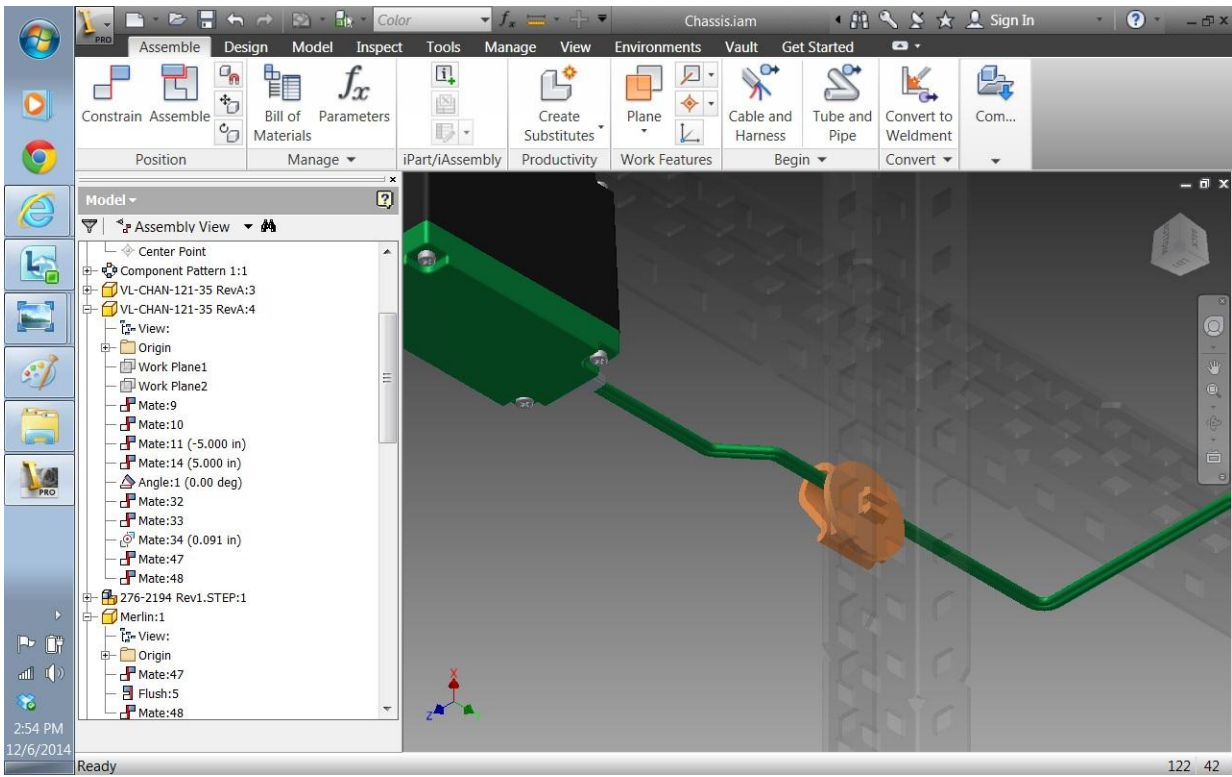 PRO
Color
fx
Chassis.iam
Sign In
Assemble Design Model Inspect Tools Manage View Environments Vault Get Started
Constrain Assemble
Bill of Materials
Parameters
Create Substitutes
Plane
Cable and Harness
Tube and Pipe
Convert to Weldment
Com...
Position Manage iPart/iAssembly Productivity Work Features Begin Convert
Model
Assembly View
Center Point
Component Pattern 1:1
VL-CHAN-121-35 RevA:3
VL-CHAN-121-35 RevA:4
View:
Origin
Work Plane1
Work Plane2
Mate:9
Mate:10
Mate:11 (-5.000 in)
Mate:14 (5.000 in)
Angle:1 (0.00 deg)
Mate:32
Mate:33
Mate:34 (0.091 in)
Mate:47
Mate:48
276-2194 Rev1.STEP:1
Merlin:1
View:
Origin
Mate:47
Flush:5
Mate:48
X
Z
PRO
2:54 PM
12/6/2014
Ready
122 42